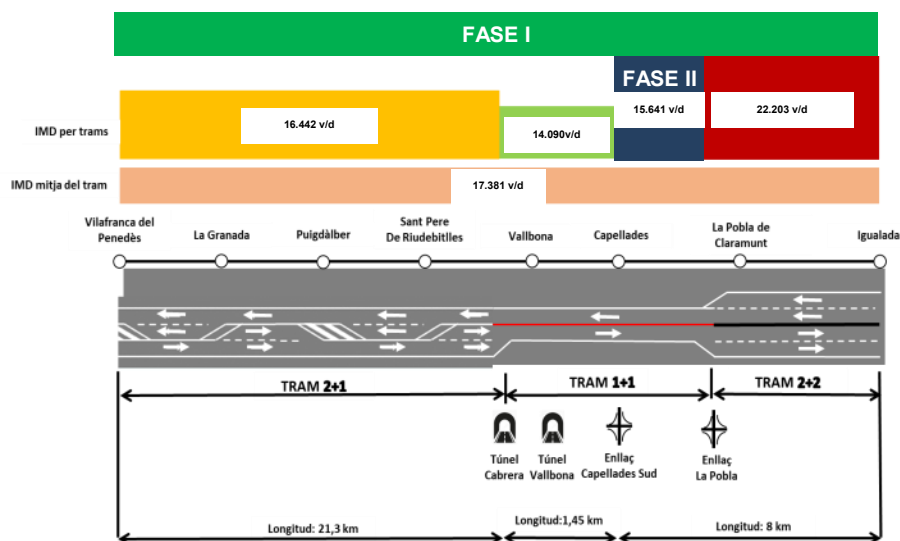 FASE I
FASE II
16.442 v/d
14.090v/d
15.641 v/d
22.203 v/d
IMD per trams
IMD mitja del tram
17.381 v/d
Vilafranca del
Penedès
La Granada
Puigdàlber
Sant Pere
De Riudebitlles
Vallbona
Capellades
La Pobla de
Claramunt
Igualada
TRAM 2+1
TRAM 1+1
TRAM 2+2
Túnel
Cabrera
Túnel
Vallbona
Enllaç
Capellades Sud
Enllaç
La Pobla
Longitud: 21,3 km
Longitud:1,45 km
Longitud: 8 km